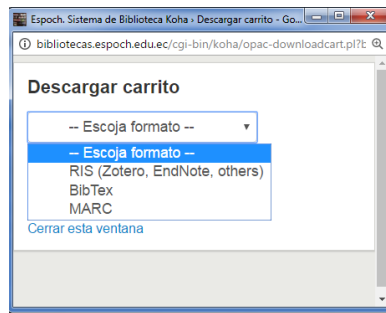 Espoch. Sistema de Biblioteca Koha › Descargar carrito - Go...
bibliotecas.espoch.edu.ec/cgi-bin/koha/opac-downloadcart.pl?b
Descargar carrito
-- Escoja formato --
-- Escoja formato --
RIS (Zotero, EndNote, others)
BibTex
MARC
Cerrar esta ventana